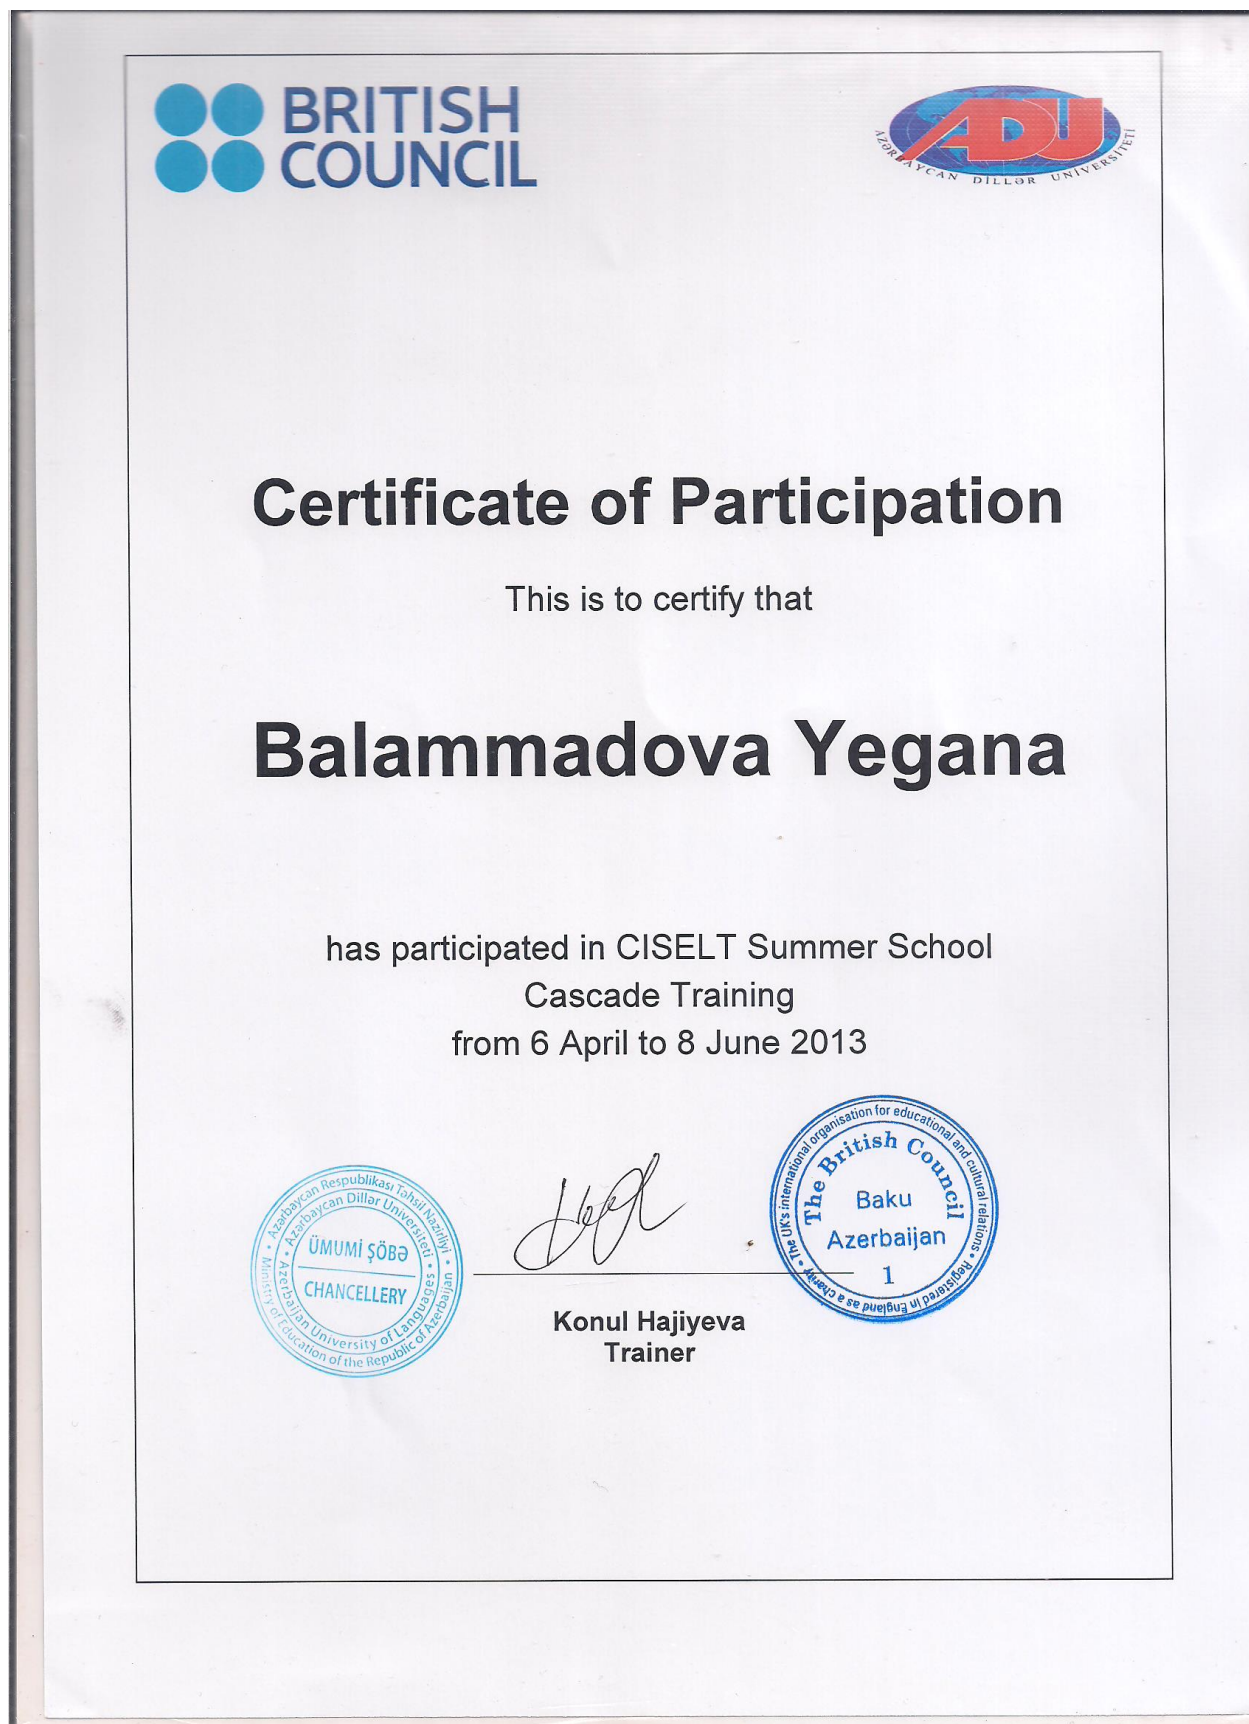 BRITISH
COUNCIL
ADU
AZƏRBAYCAN DİLLƏR UNİVERSİTETİ
Certificate of Participation
This is to certify that
Balammadova Yegana
has participated in CISELT Summer School
Cascade Training
from 6 April to 8 June 2013
• Azərbaycan Respublikası Təhsil Nazirliyi •
Ministry of Education of the Republic of Azerbaijan
• Azərbaycan Dillər Universiteti •
Azerbaijan University of Languages
ÜMUMİ ŞÖBƏ
CHANCELLERY
• The UK's international organisation for educational and cultural relations • Registered in England as a charity
The British Council
Baku
Azerbaijan
1
Konul Hajiyeva
Trainer